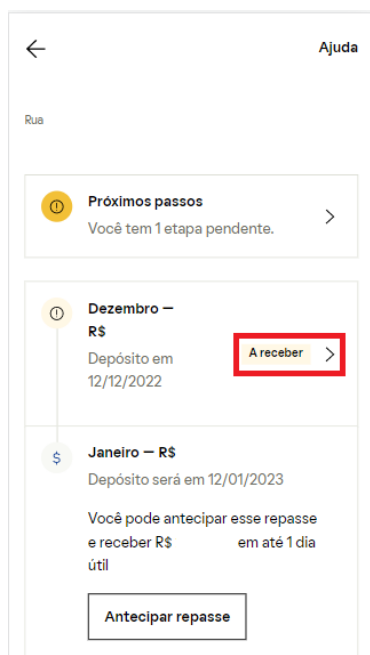 Ajuda
Rua
Próximos passos
Você tem 1 etapa pendente.
Dezembro —
R$
Depósito em
12/12/2022
A receber
Janeiro — R$
Depósito será em 12/01/2023
Você pode antecipar esse repasse
e receber R$ em até 1 dia
útil
Antecipar repasse